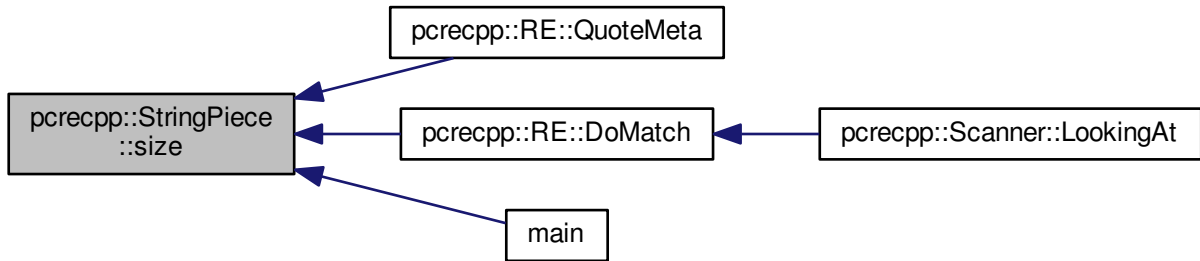 pcrecpp::RE::QuoteMeta
pcrecpp::StringPiece
::size
pcrecpp::RE::DoMatch
pcrecpp::Scanner::LookingAt
main